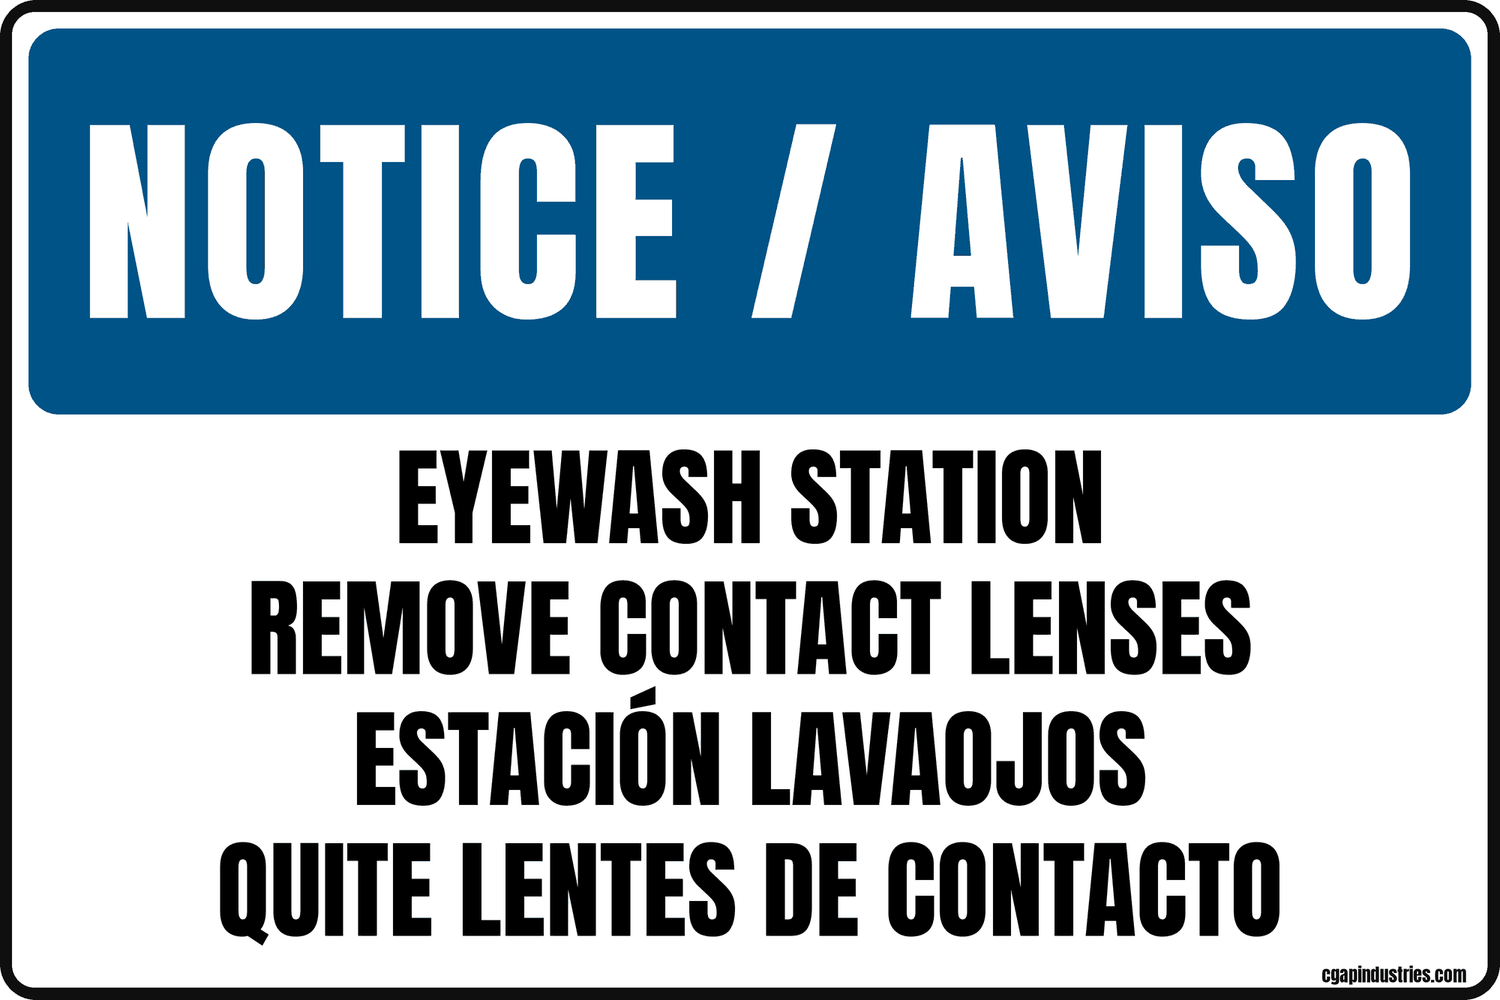 NOTICE / AVISO
EYEWASH STATION
REMOVE CONTACT LENSES
ESTACIÓN LAVAOJOS
QUITE LENTES DE CONTACTO
cgapindustries.com